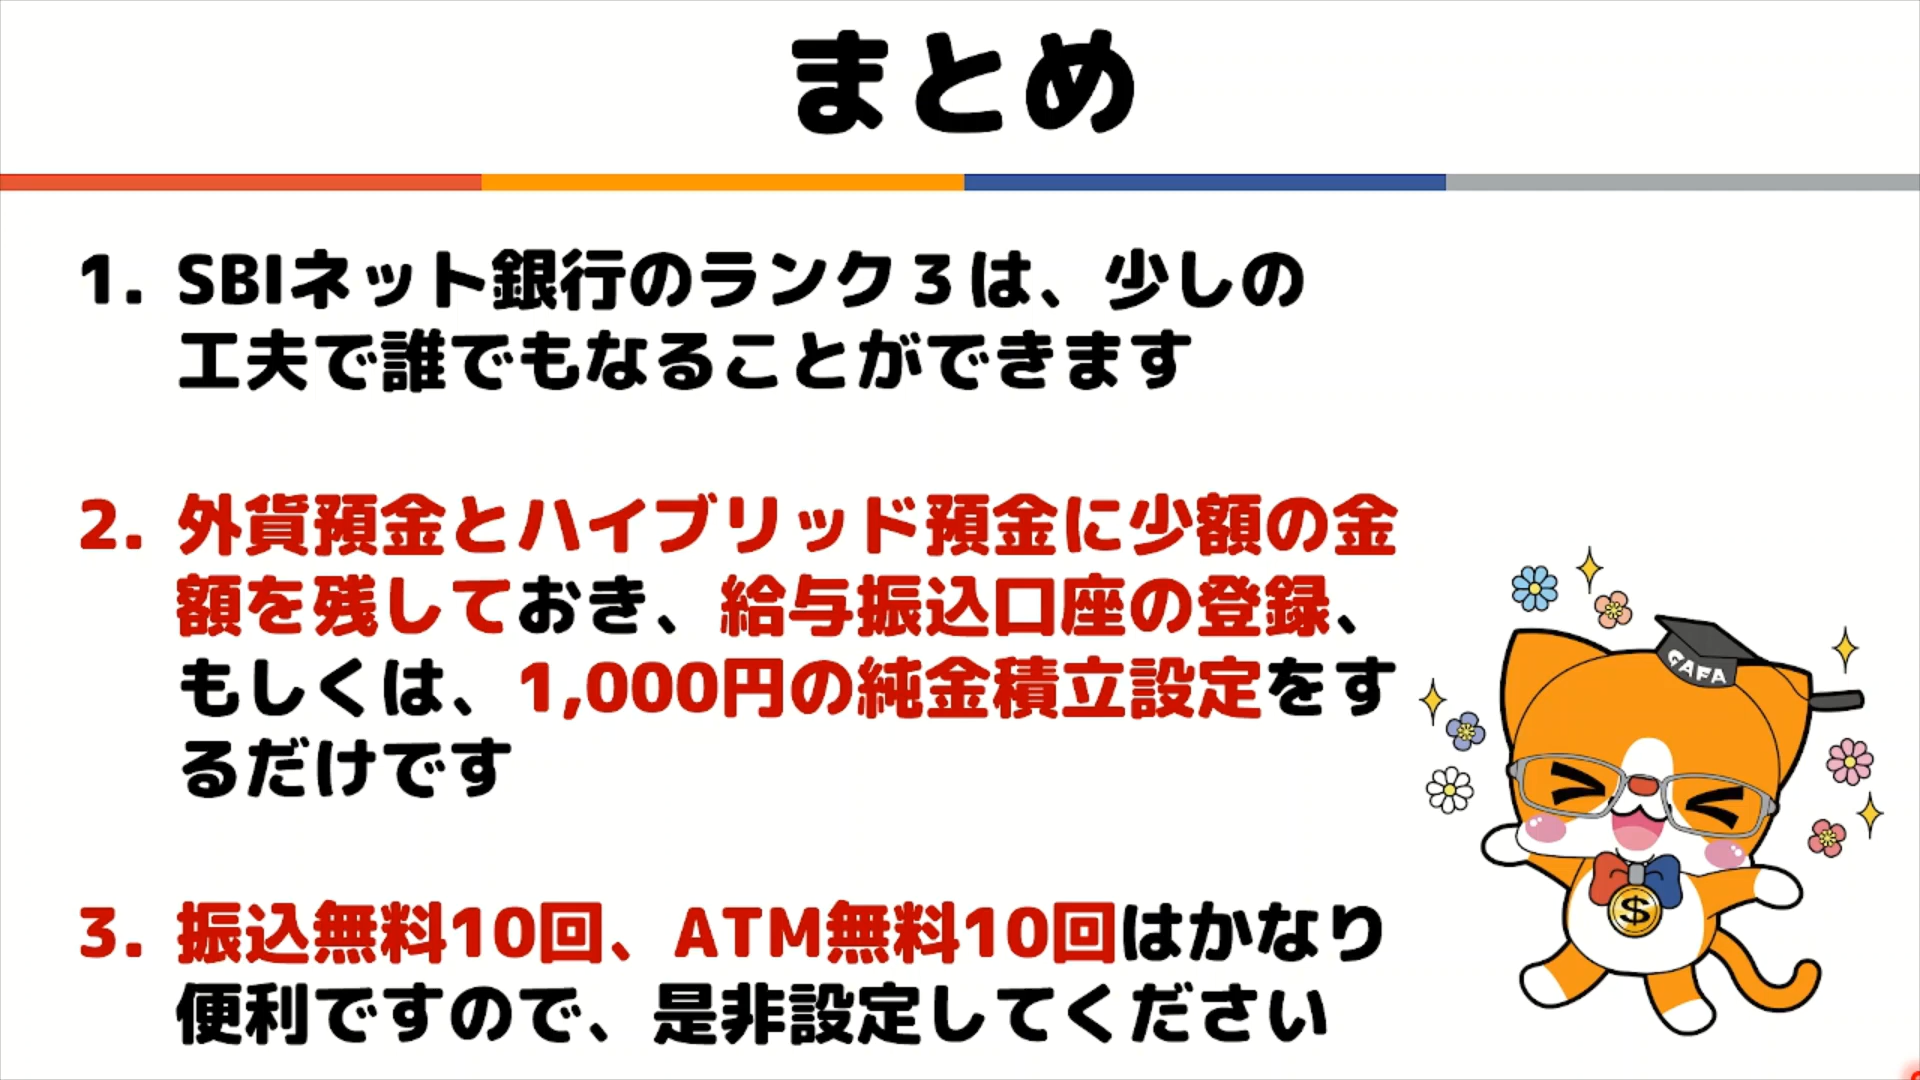 まとめ
1. SBIネット銀行のランク３は、少しの
工夫で誰でもなることができます
2. 外貨預金とハイブリッド預金に少額の金
額を残しておき、給与振込口座の登録、
もしくは、1,000円の純金積立設定をす
るだけです
GAFA
$
3. 振込無料10回、ATM無料10回はかなり
便利ですので、是非設定してください